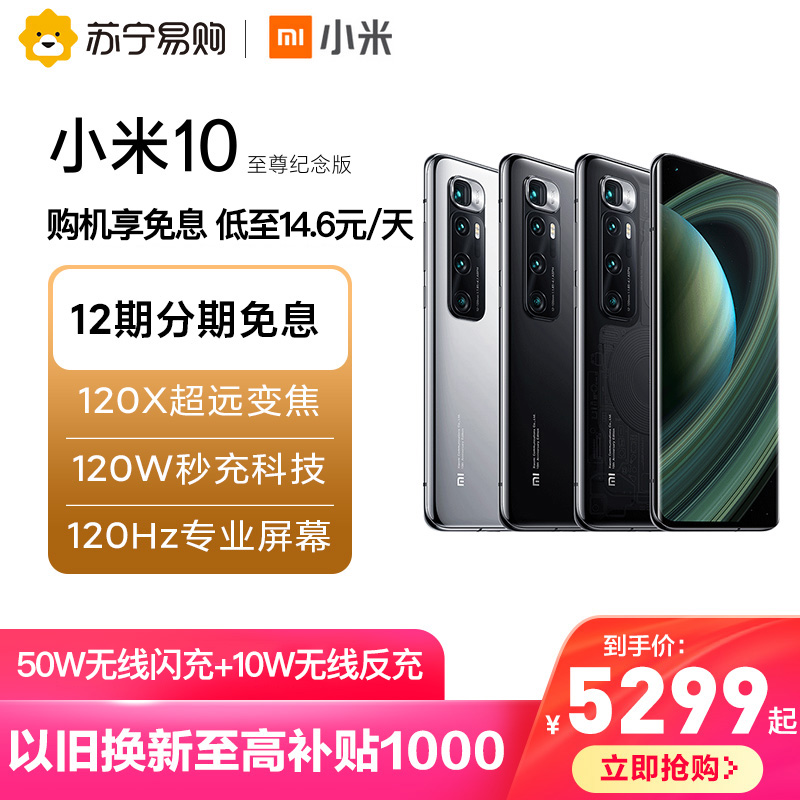 苏宁易购
小米
小米10
至尊纪念版
购机享免息 低至14.6元/天
12期分期免息
120X超远变焦
120W秒充科技
120Hz专业屏幕
50W无线闪充+10W无线反充
以旧换新至高补贴1000
到手价:
¥5299起
立即抢购>